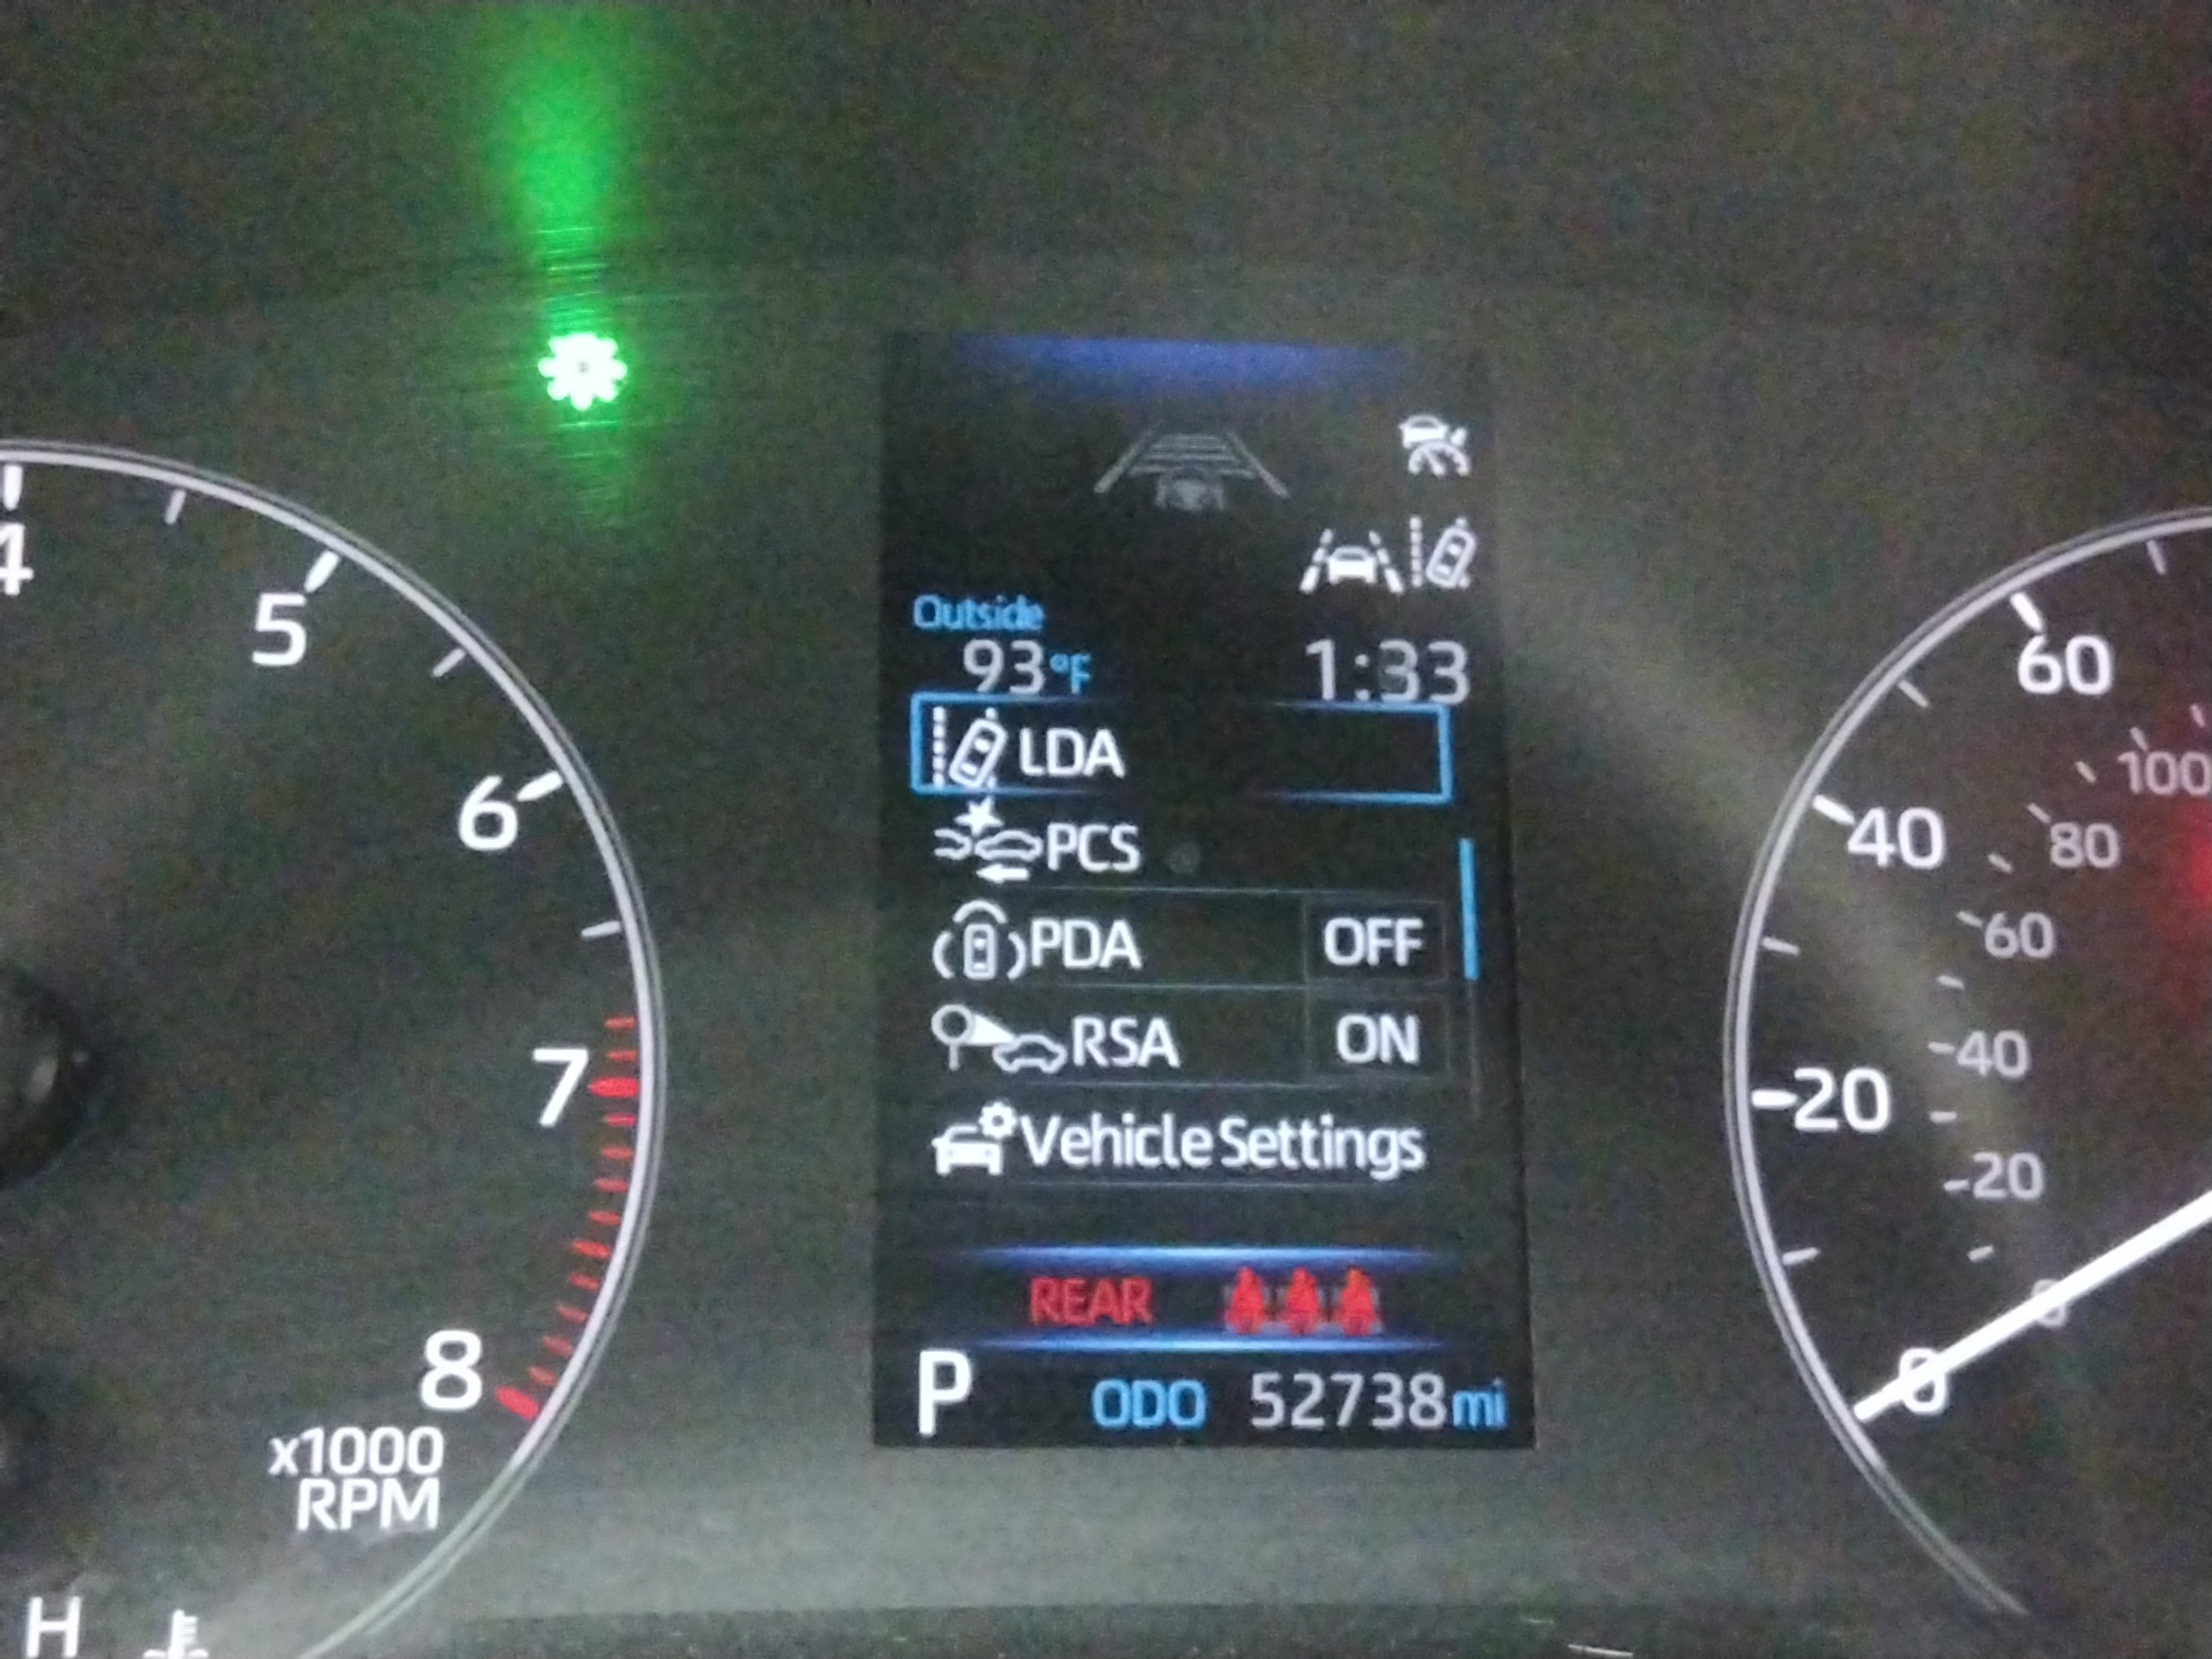 Outside
93°F 1:33
LDA
PCS
PDA OFF
RSA ON
Vehicle Settings
REAR
P ODO 52738mi
4
5
6
7
8
x1000
RPM
H
60
40
20
0
100
80
60
40
20
0